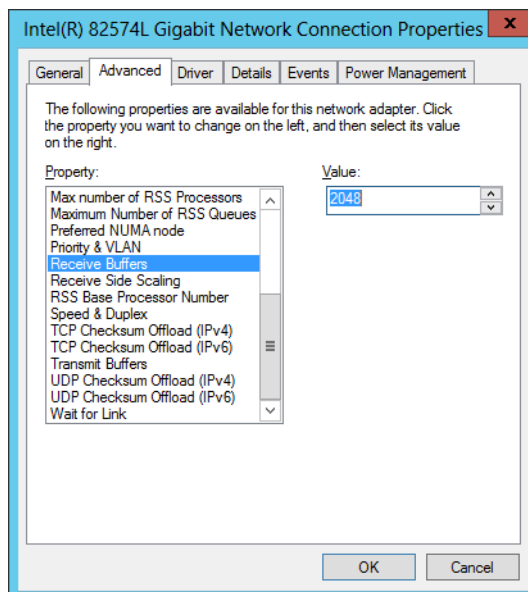 Intel(R) 82574L Gigabit Network Connection Properties x
General Advanced Driver Details Events Power Management
The following properties are available for this network adapter. Click
the property you want to change on the left, and then select its value
on the right.
Property: Value:
Max number of RSS Processors 2048
Maximum Number of RSS Queues
Preferred NUMA node
Priority & VLAN
Receive Buffers
Receive Side Scaling
RSS Base Processor Number
Speed & Duplex
TCP Checksum Offload (IPv4)
TCP Checksum Offload (IPv6)
Transmit Buffers
UDP Checksum Offload (IPv4)
UDP Checksum Offload (IPv6)
Wait for Link
OK Cancel